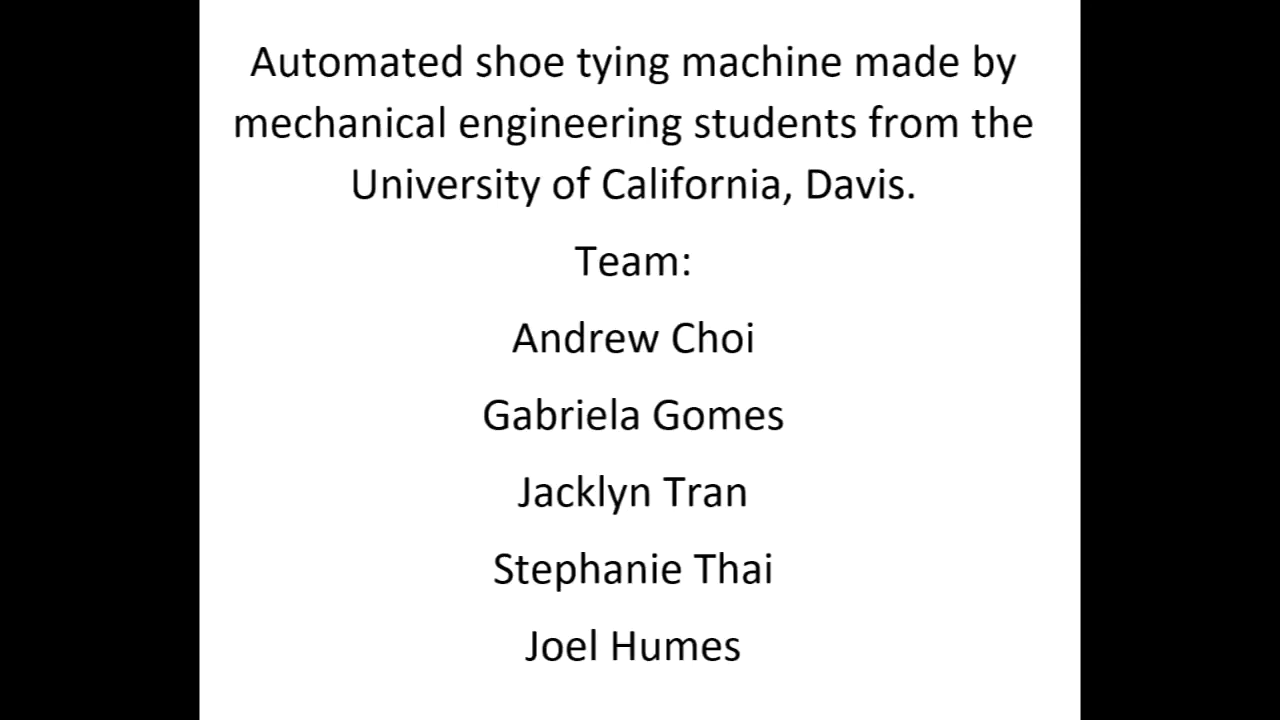 Automated shoe tying machine made by
mechanical engineering students from the
University of California, Davis.
Team:
Andrew Choi
Gabriela Gomes
Jacklyn Tran
Stephanie Thai
Joel Humes